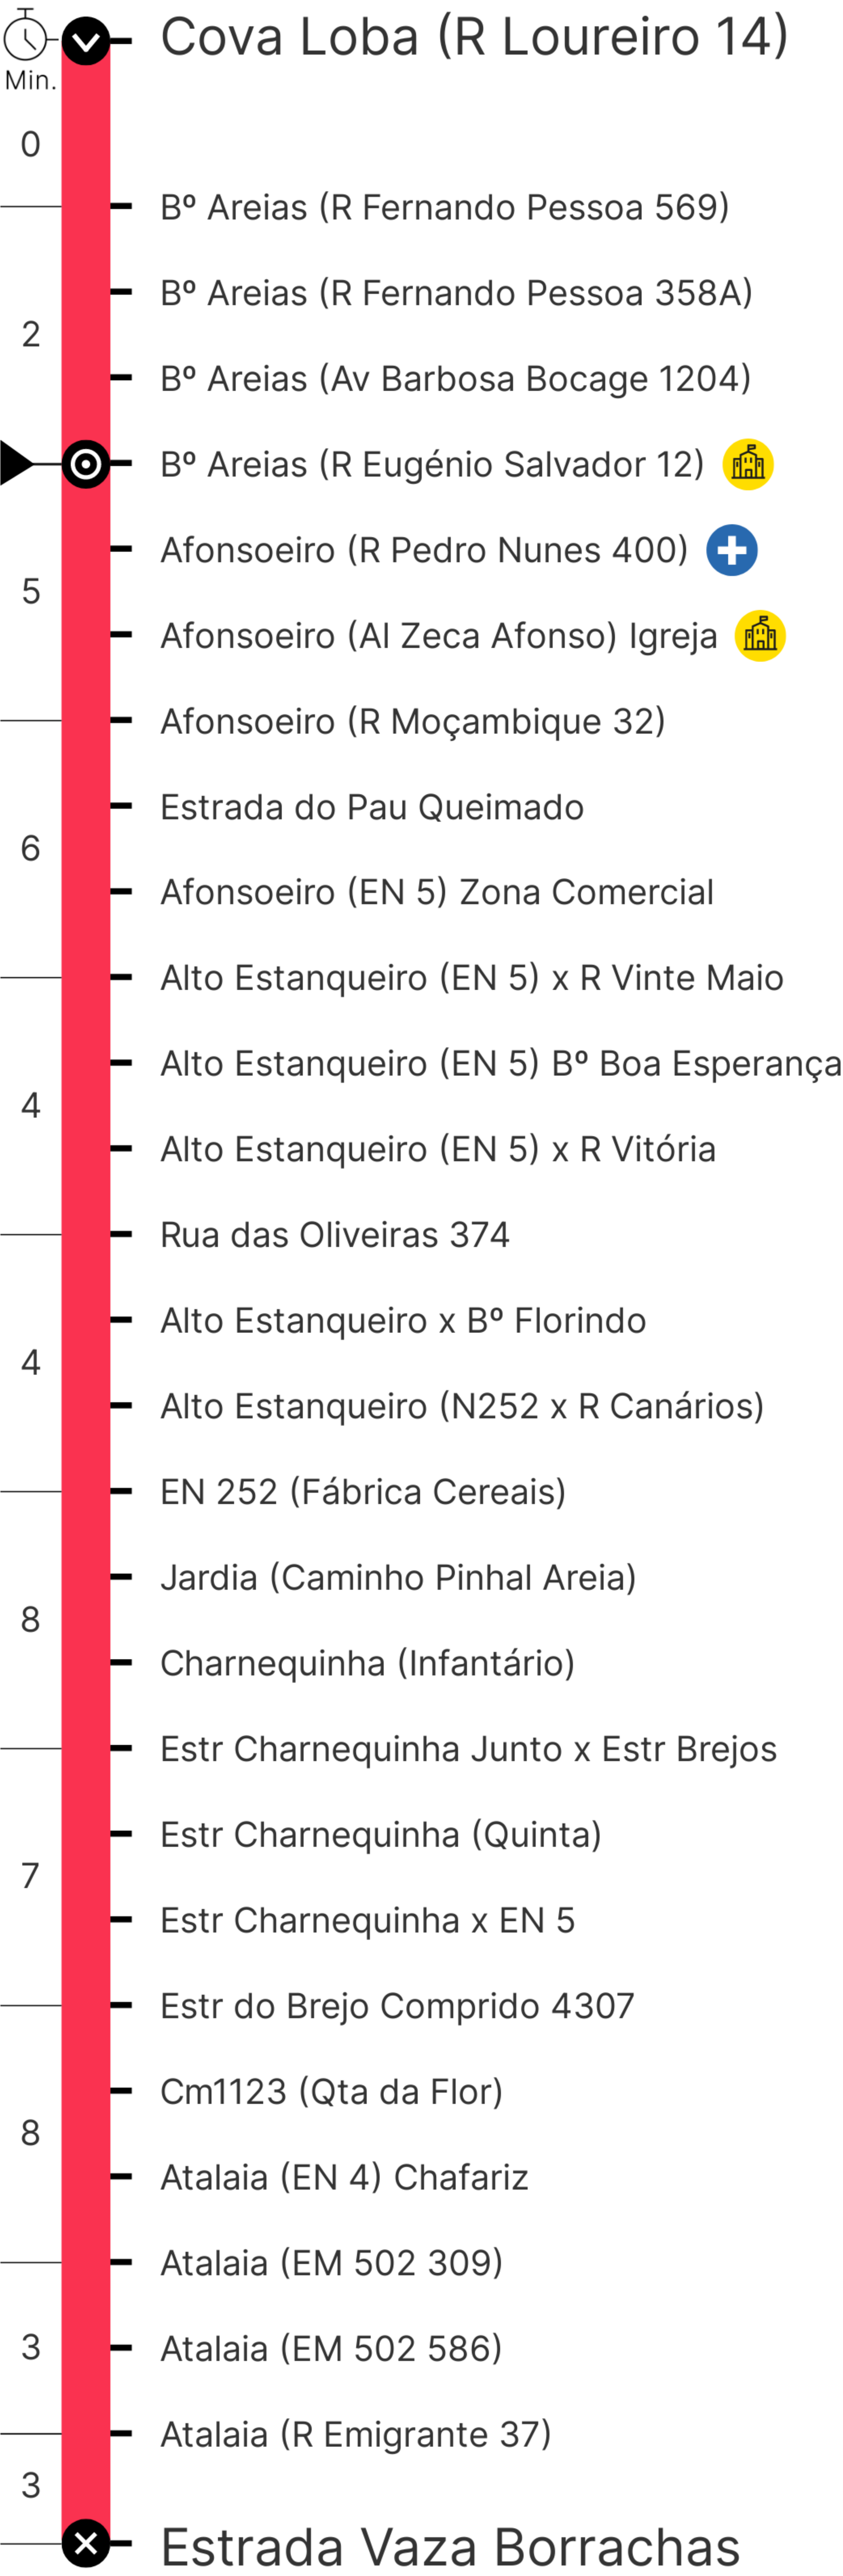 Cova Loba (R Loureiro 14)
Min.
0
Bº Areias (R Fernando Pessoa 569)
Bº Areias (R Fernando Pessoa 358A)
2
Bº Areias (Av Barbosa Bocage 1204)
Bº Areias (R Eugénio Salvador 12)
Afonsoeiro (R Pedro Nunes 400)
5
Afonsoeiro (Al Zeca Afonso) Igreja
Afonsoeiro (R Moçambique 32)
Estrada do Pau Queimado
6
Afonsoeiro (EN 5) Zona Comercial
Alto Estanqueiro (EN 5) x R Vinte Maio
Alto Estanqueiro (EN 5) Bº Boa Esperança
4
Alto Estanqueiro (EN 5) x R Vitória
Rua das Oliveiras 374
Alto Estanqueiro x Bº Florindo
4
Alto Estanqueiro (N252 x R Canários)
EN 252 (Fábrica Cereais)
Jardia (Caminho Pinhal Areia)
8
Charnequinha (Infantário)
Estr Charnequinha Junto x Estr Brejos
Estr Charnequinha (Quinta)
7
Estr Charnequinha x EN 5
Estr do Brejo Comprido 4307
Cm1123 (Qta da Flor)
8
Atalaia (EN 4) Chafariz
Atalaia (EM 502 309)
3
Atalaia (EM 502 586)
Atalaia (R Emigrante 37)
3
Estrada Vaza Borrachas